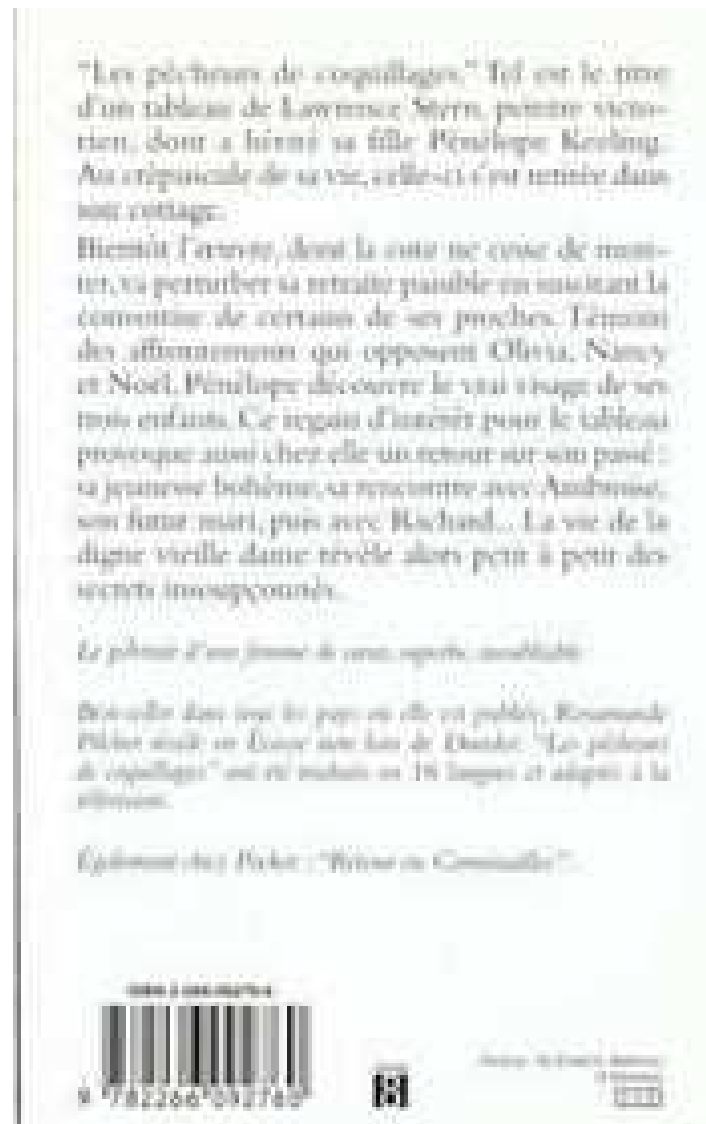 "Les pêcheurs de coquillages." Tel est le titre
d'un tableau de Lawrence Stern, peintre victo-
rien, dont a hérité sa fille Pénélope Keeling.
Au crépuscule de sa vie, celle-ci s'est retirée dans
son cottage.
Bientôt l'œuvre, dont la cote ne cesse de mon-
ter, va perturber sa retraite paisible en suscitant la
convoitise de certains de ses proches. Témoin
des affrontements qui opposent Olivia, Nancy
et Noël, Pénélope découvre le vrai visage de ses
trois enfants. Ce regain d'intérêt pour le tableau
provoque aussi chez elle un retour sur son passé :
sa jeunesse bohème, sa rencontre avec Ambroise,
son futur mari, puis avec Richard... La vie de la
digne vieille dame révèle alors petit à petit des
secrets insoupçonnés.
Le portrait d'une femme de cœur, superbe, inoubliable.
Best-seller dans tous les pays où elle est publiée, Rosamunde
Pilcher réside en Écosse non loin de Dundee. "Les pêcheurs
de coquillages" ont été traduits en 18 langues et adaptés à la
télévision.
Également chez Pocket : "Retour en Cornouailles".
9 782266 092760